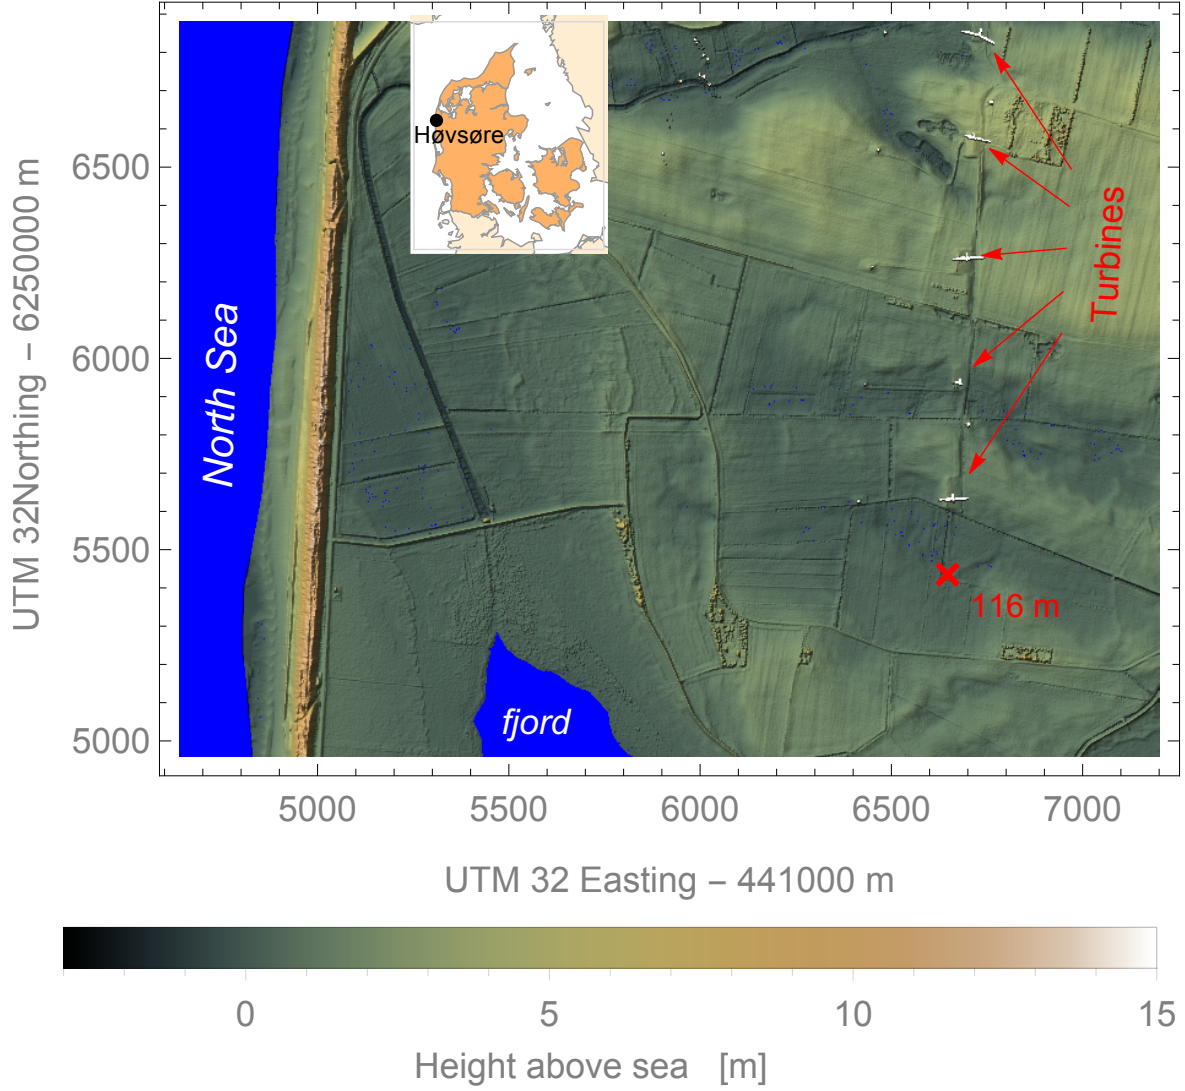 Høvsøre
North Sea
Turbines
116 m
fjord
UTM 32Northing – 6250000 m
6500
6000
5500
5000
5000 5500 6000 6500 7000
UTM 32 Easting – 441000 m
0 5 10 15
Height above sea [m]